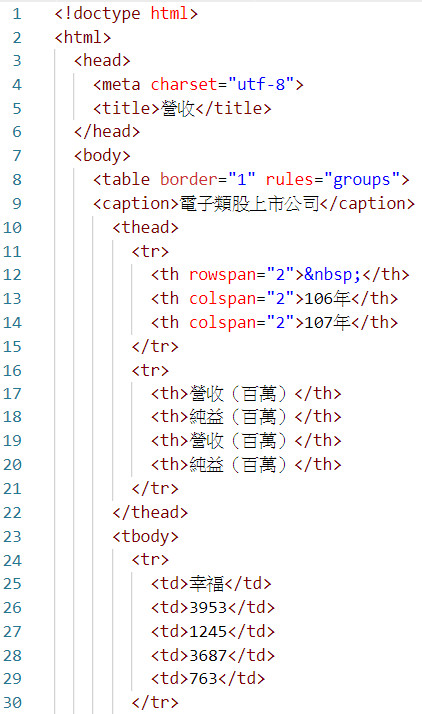 1 <!doctype html>
2 <html>
3 <head>
4 <meta charset="utf-8">
5 <title>營收</title>
6 </head>
7 <body>
8 <table border="1" rules="groups">
9 <caption>電子類股上市公司</caption>
10 <thead>
11 <tr>
12 <th rowspan="2">&nbsp;</th>
13 <th colspan="2">106年</th>
14 <th colspan="2">107年</th>
15 </tr>
16 <tr>
17 <th>營收（百萬）</th>
18 <th>純益（百萬）</th>
19 <th>營收（百萬）</th>
20 <th>純益（百萬）</th>
21 </tr>
22 </thead>
23 <tbody>
24 <tr>
25 <td>幸福</td>
26 <td>3953</td>
27 <td>1245</td>
28 <td>3687</td>
29 <td>763</td>
30 </tr>